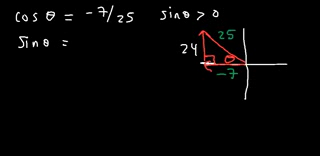 cos θ = -7/25 sin θ > 0
sin θ =
25
24
θ
-7